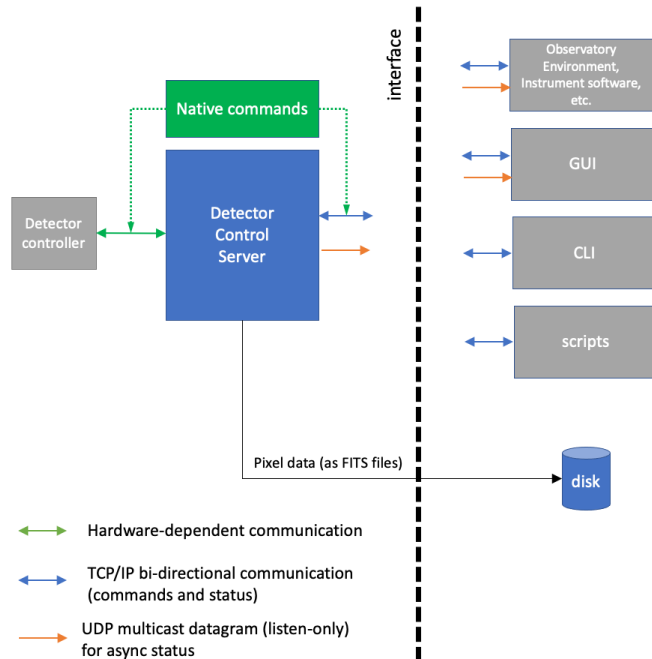 Observatory
Environment,
Instrument software,
etc.
interface
Native commands
GUI
Detector
Control
Server
Detector
controller
CLI
scripts
Pixel data (as FITS files)
disk
Hardware-dependent communication
TCP/IP bi-directional communication
(commands and status)
UDP multicast datagram (listen-only)
for async status